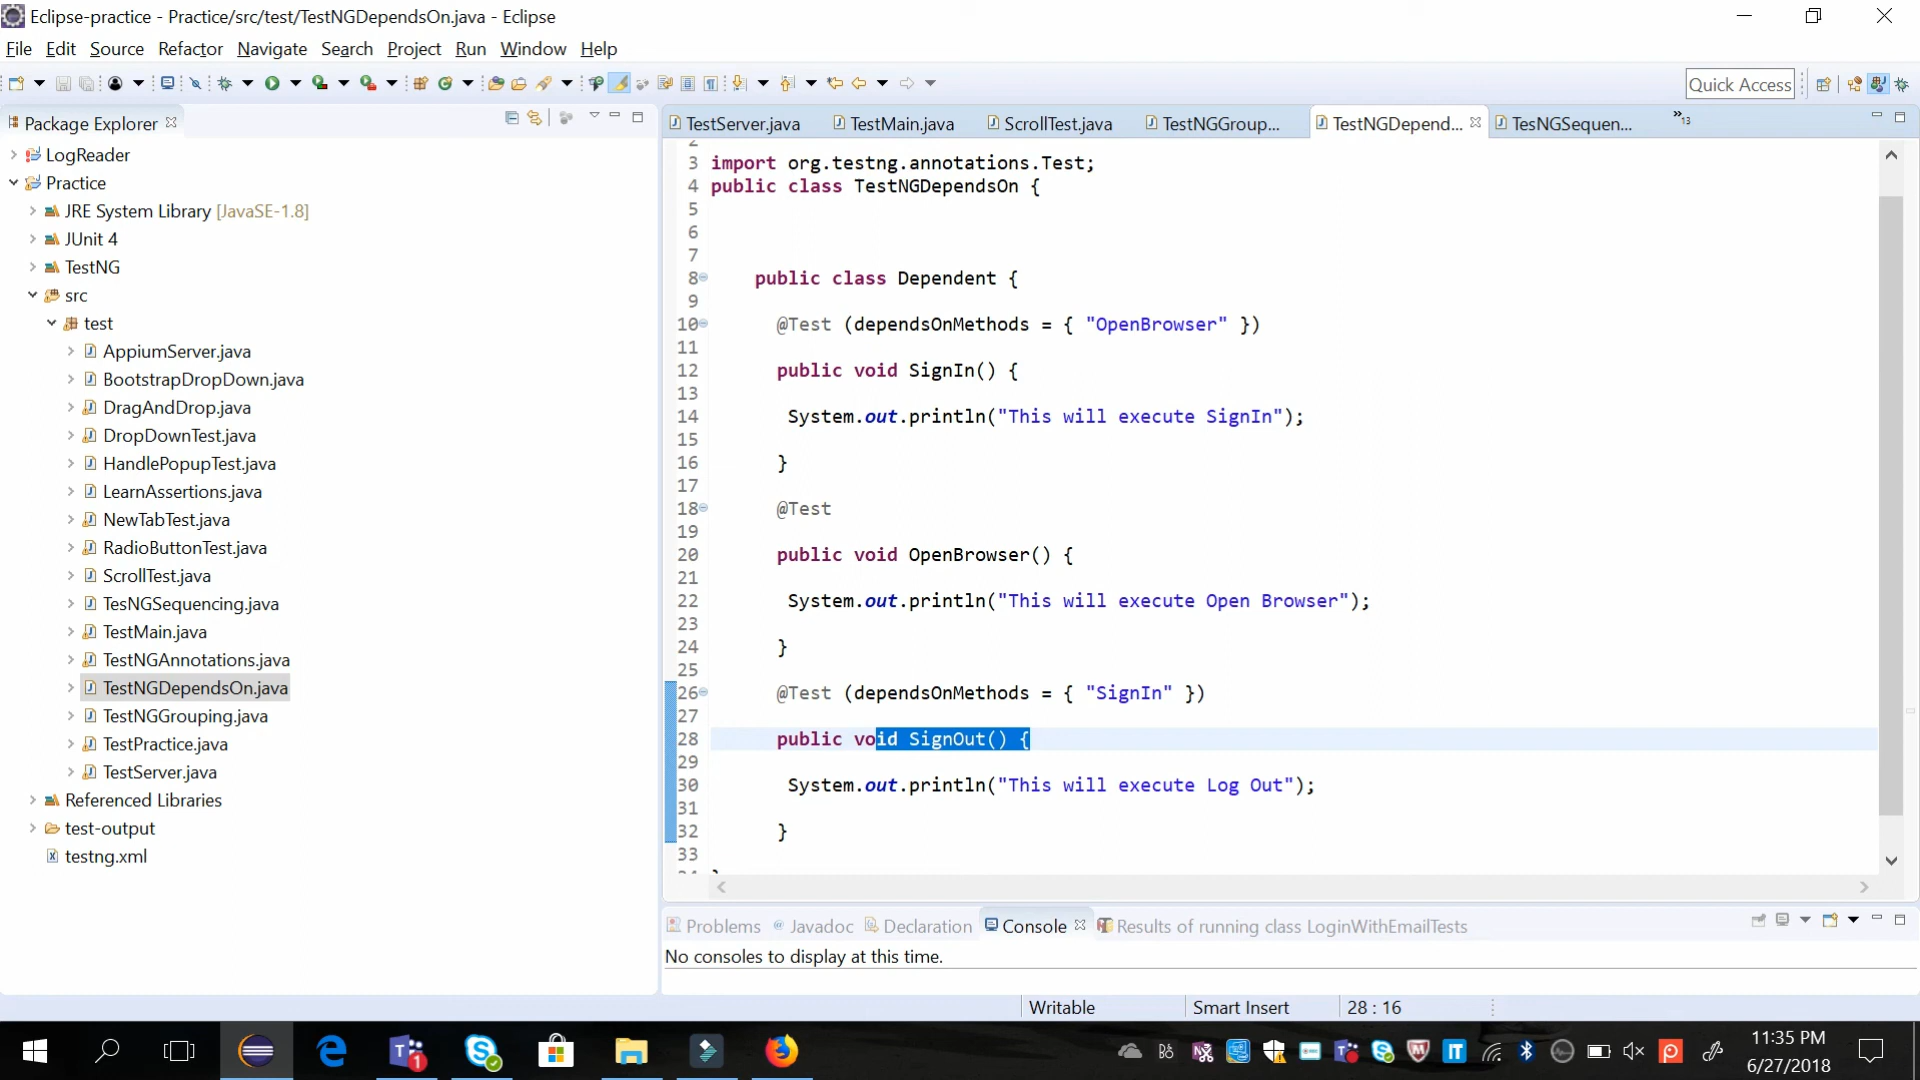 Eclipse-practice - Practice/src/test/TestNGDependsOn.java - Eclipse
File Edit Source Refactor Navigate Search Project Run Window Help
Quick Access
Package Explorer
LogReader
Practice
JRE System Library [JavaSE-1.8]
JUnit 4
TestNG
src
test
AppiumServer.java
BootstrapDropDown.java
DragAndDrop.java
DropDownTest.java
HandlePopupTest.java
LearnAssertions.java
NewTabTest.java
RadioButtonTest.java
ScrollTest.java
TesNGSequencing.java
TestMain.java
TestNGAnnotations.java
TestNGDependsOn.java
TestNGGrouping.java
TestPractice.java
TestServer.java
Referenced Libraries
test-output
testng.xml
TestServer.java TestMain.java ScrollTest.java TestNGGroup... TestNGDepend... TesNGSequen... »13
3 import org.testng.annotations.Test;
4 public class TestNGDependsOn {
5
6
7
8 public class Dependent {
9
10 @Test (dependsOnMethods = { "OpenBrowser" })
11
12 public void SignIn() {
13
14 System.out.println("This will execute SignIn");
15
16 }
17
18 @Test
19
20 public void OpenBrowser() {
21
22 System.out.println("This will execute Open Browser");
23
24 }
25
26 @Test (dependsOnMethods = { "SignIn" })
27
28 public void SignOut() {
29
30 System.out.println("This will execute Log Out");
31
32 }
33
Problems @ Javadoc Declaration Console Results of running class LoginWithEmailTests
No consoles to display at this time.
Writable Smart Insert 28 : 16
11:35 PM
6/27/2018